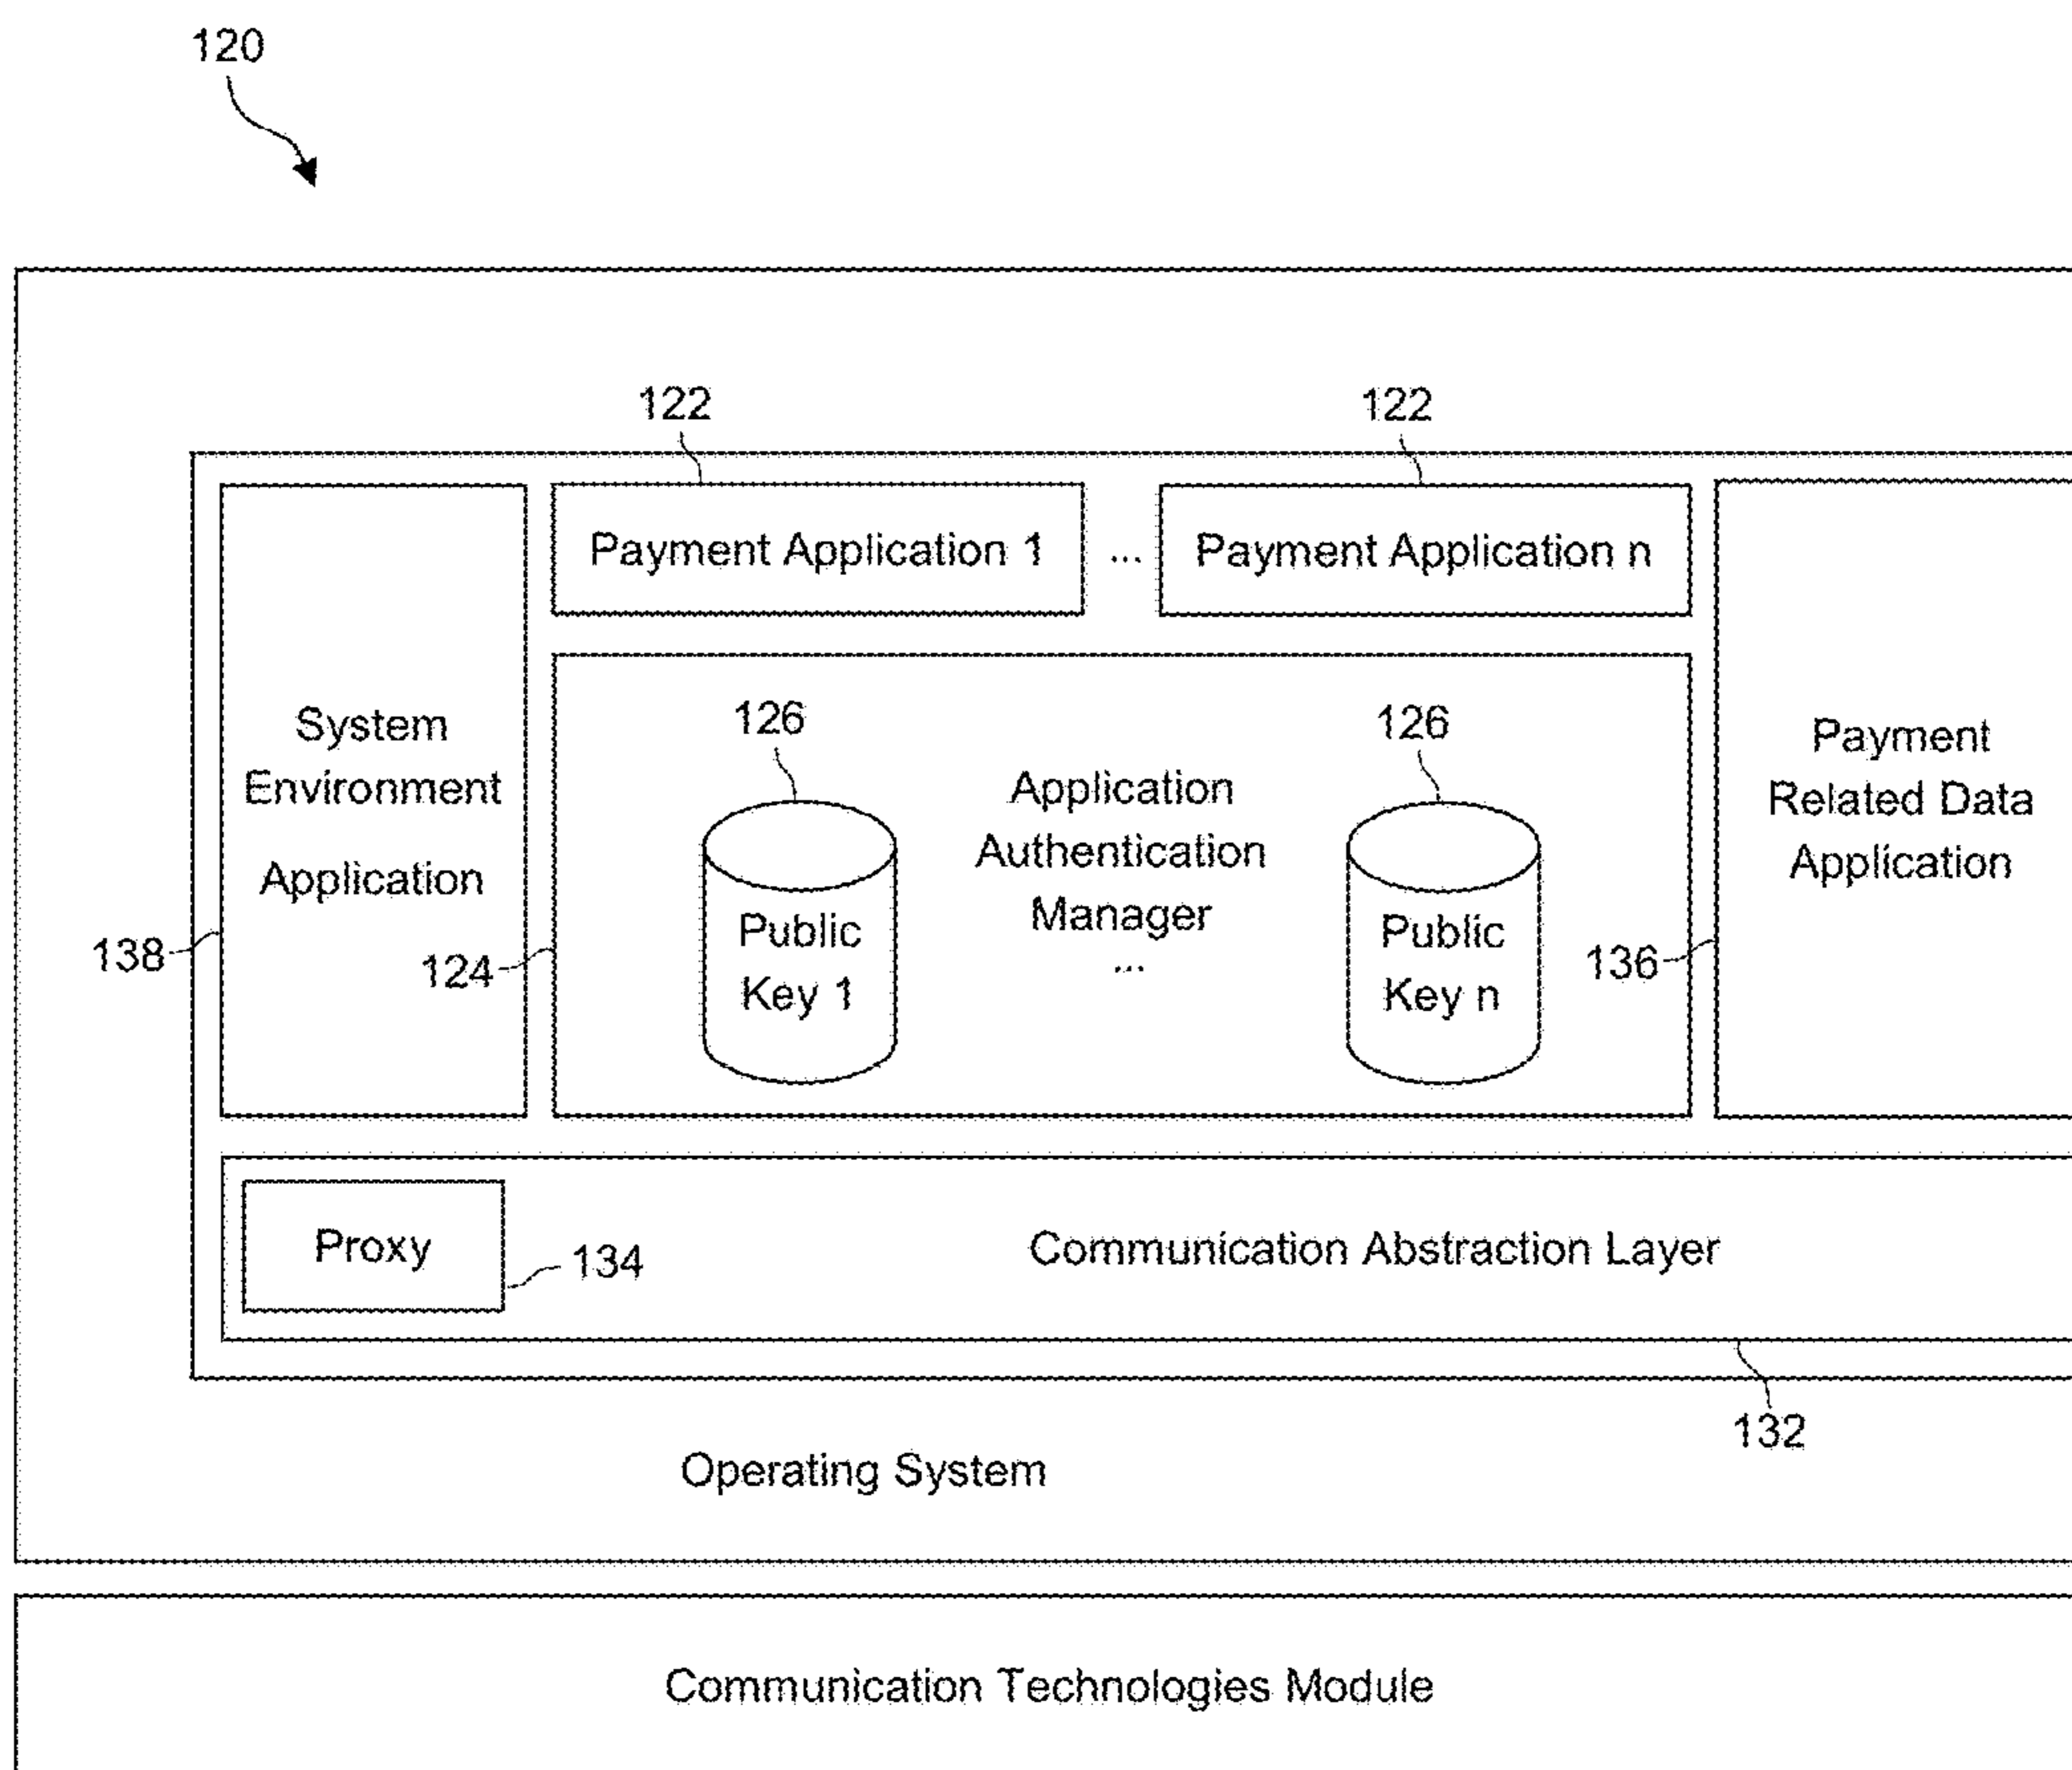 120
122
122
Payment Application 1
...
Payment Application n
System
Environment
Application
138
124
126
Public
Key 1
Application
Authentication
Manager
...
126
Public
Key n
136
Payment
Related Data
Application
Proxy
134
Communication Abstraction Layer
132
Operating System
Communication Technologies Module